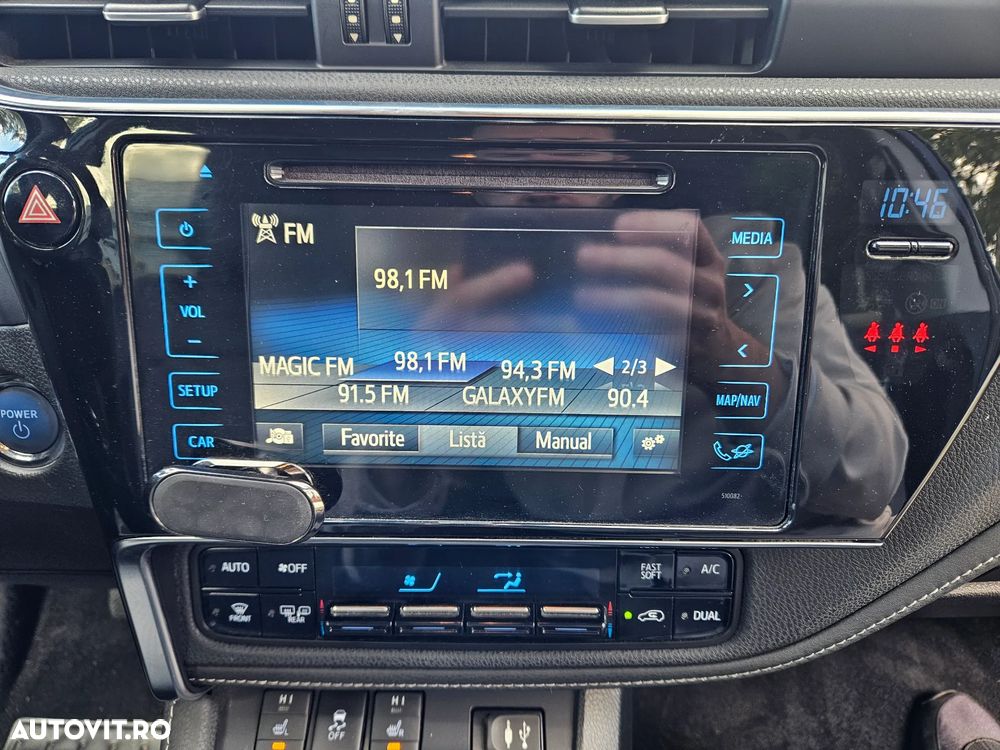 10:46
FM
MEDIA
98,1 FM
+
VOL
−
MAGIC FM 98,1 FM 94,3 FM 2/3
91.5 FM GALAXYFM 90.4
SETUP
MAP/NAV
CAR
Favorite Listă Manual
POWER
510082
AUTO OFF
FAST SOFT A/C
FRONT REAR
DUAL
HI HI
L OFF R
AUTOVIT.RO